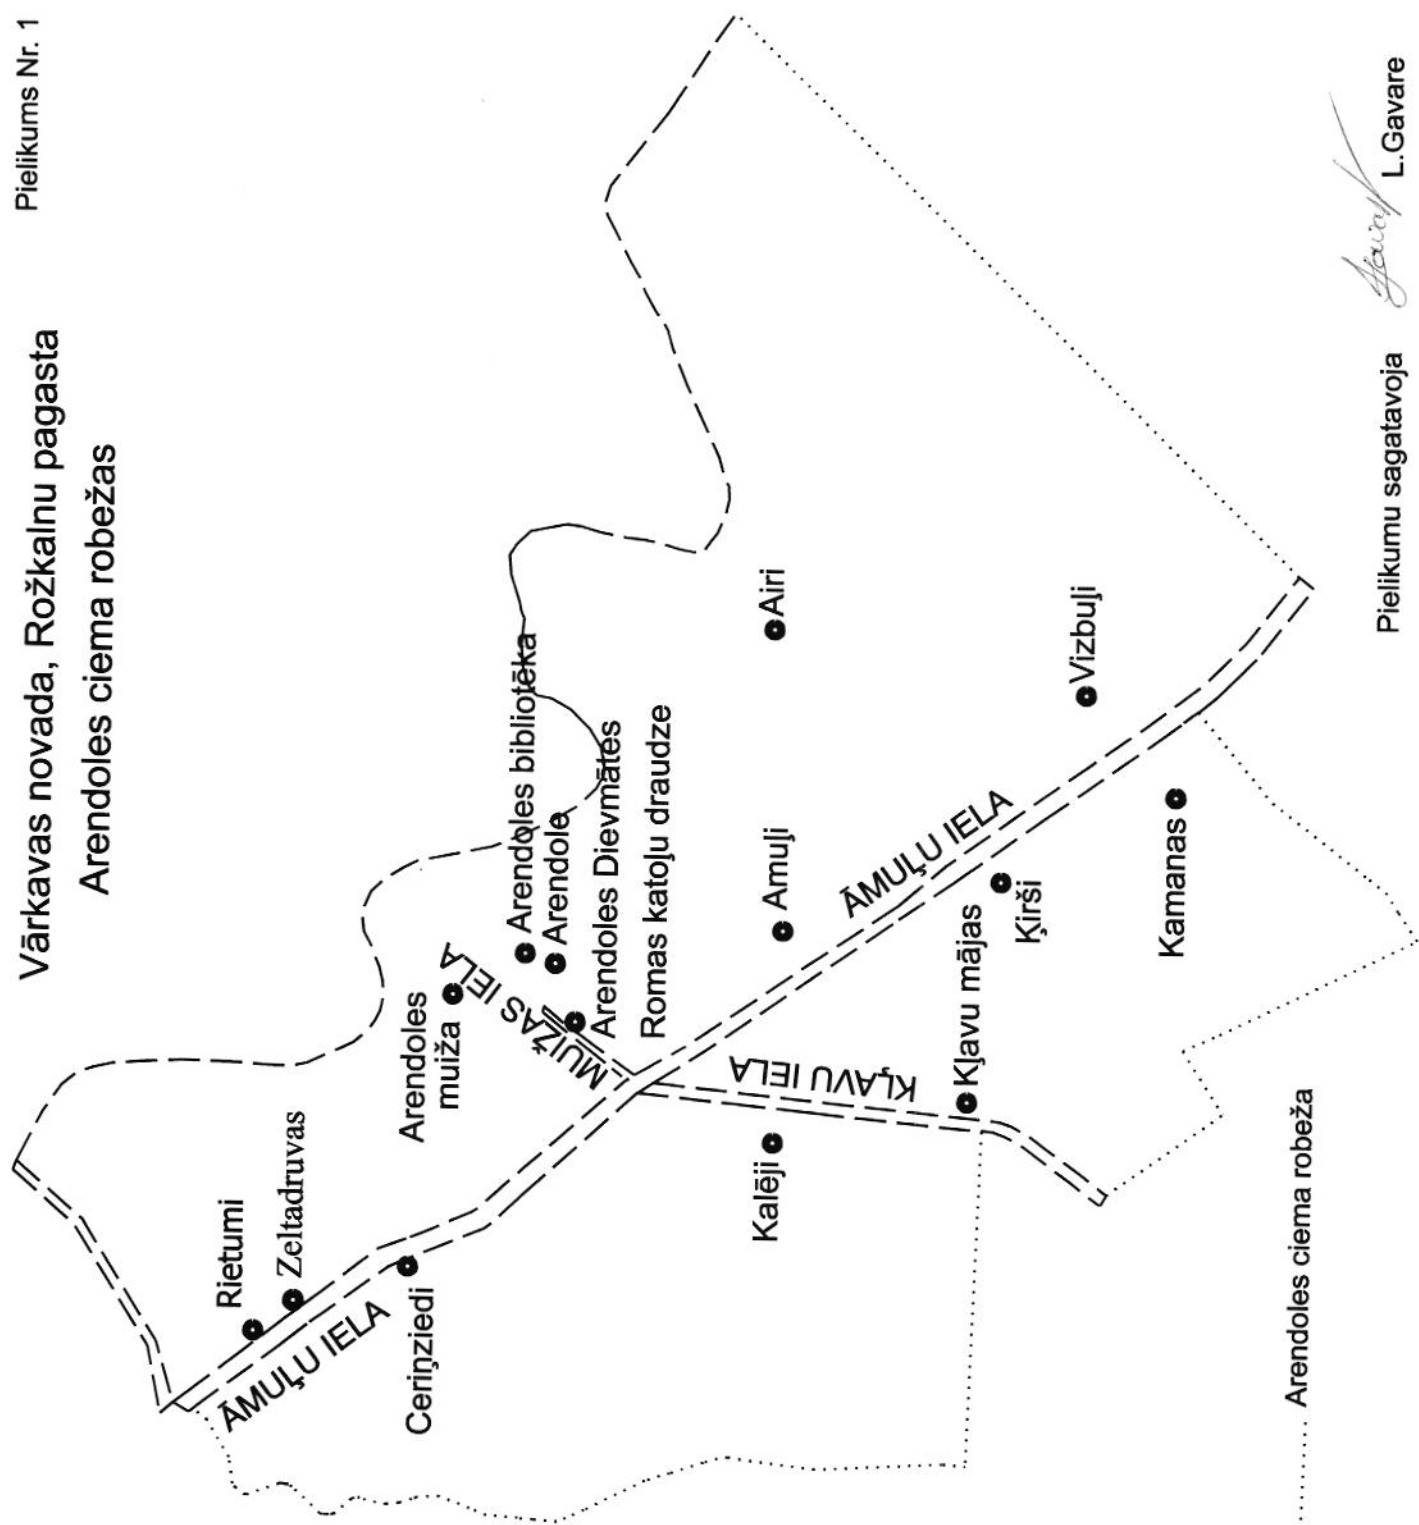 Pielikums Nr. 1
Vārkavas novada, Rožkalnu pagasta
Arendoles ciema robežas
Rietumi
Zeltadruvas
ĀMUĻU IELA
Ceriņziedi
Arendoles
muiža
MUIŽAS IELA
Arendoles bibliotēka
Arendole
Arendoles Dievmātes
Romas katoļu draudze
Airi
Amuļi
Kalēji
KĻAVU IELA
ĀMUĻU IELA
Kļavu mājas
Ķirši
Vizbuļi
Kamanas
Arendoles ciema robeža
Pielikumu sagatavoja
L.Gavare